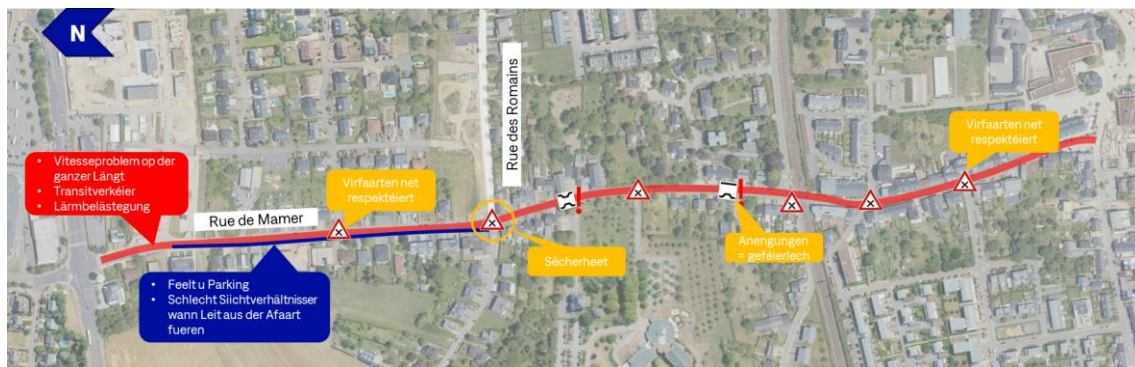 N
Rue des Romains
Virfaarten net
respektéiert
• Vitesseproblem op der
ganzer Längt
• Transitverkéier
• Lärmbelästegung
Virfaarten net
respektéiert
Rue de Mamer
Sécherheet
Anengungen
= geféierlech
• Feelt u Parking
• Schlecht Siichtverhältnisser
wann Leit aus der Afaart
fueren